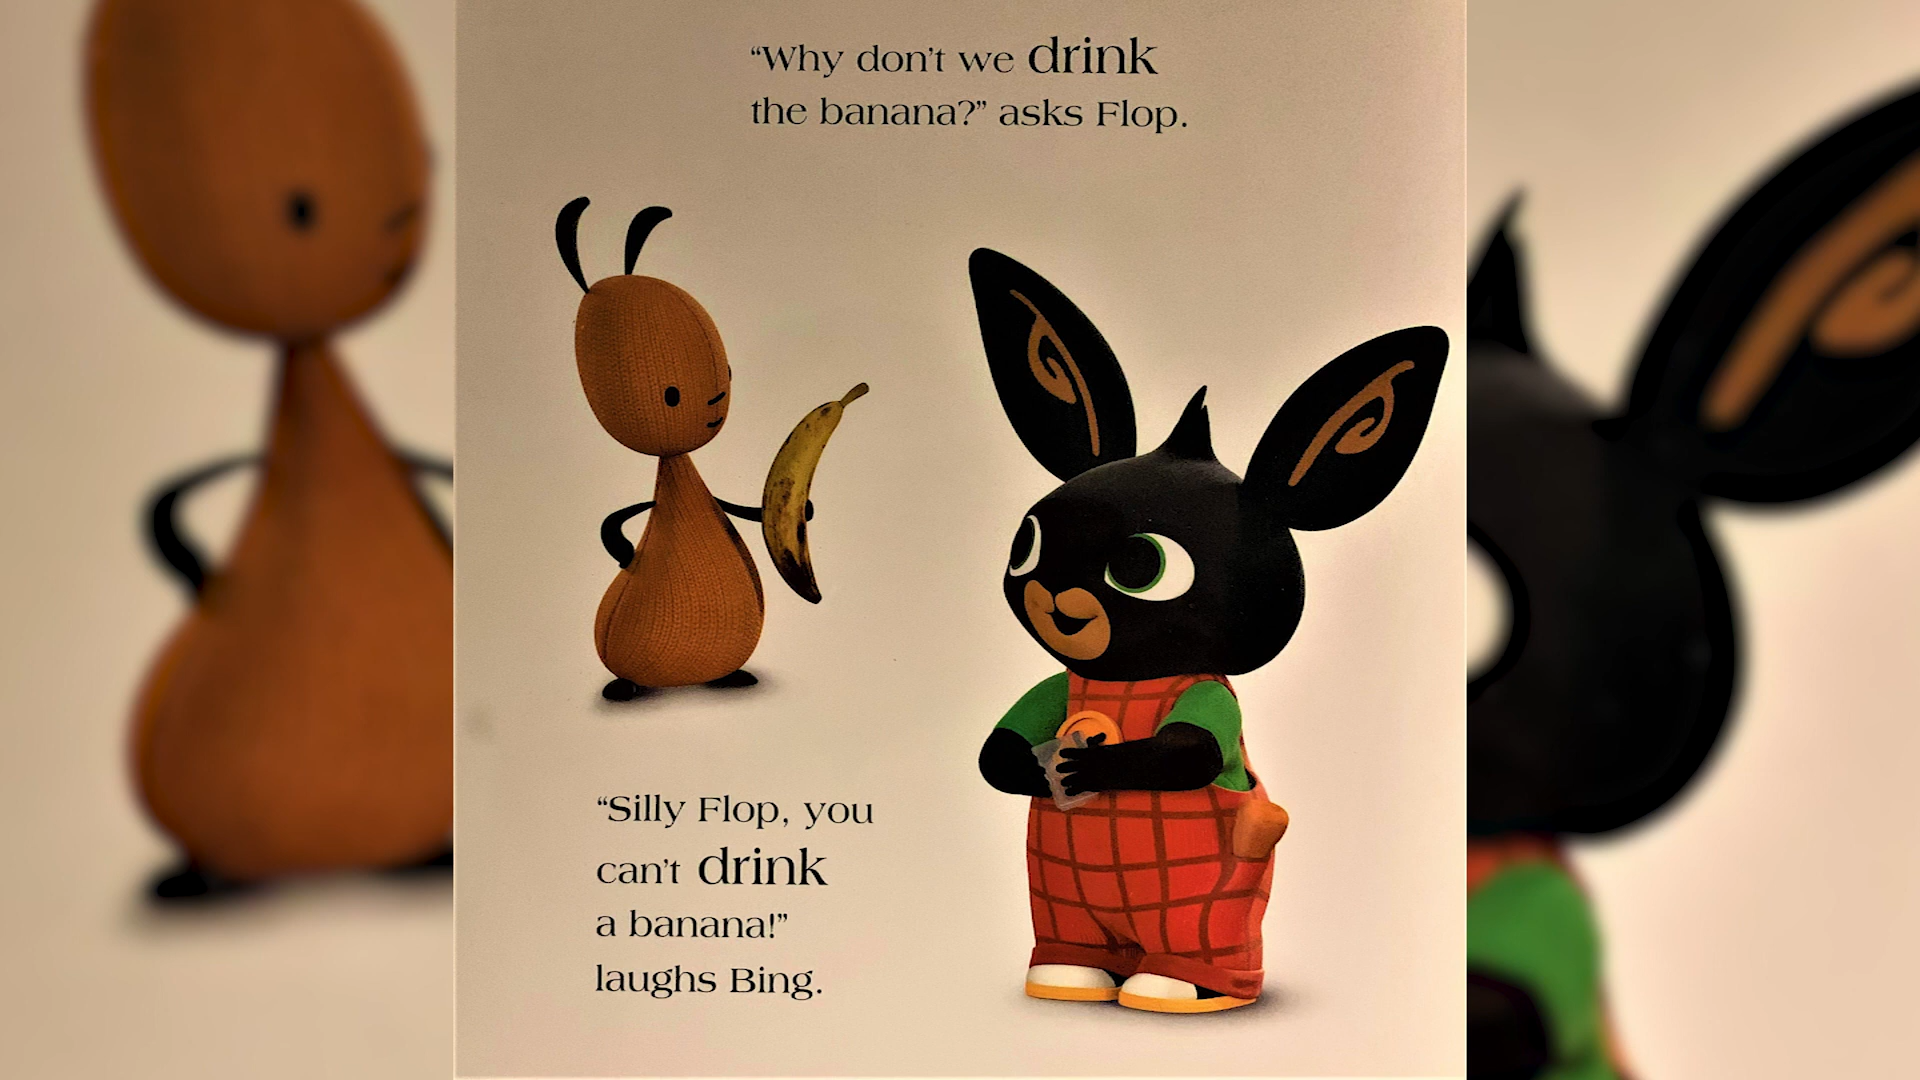 “Why don’t we drink
the banana?” asks Flop.
“Silly Flop, you
can’t drink
a banana!”
laughs Bing.